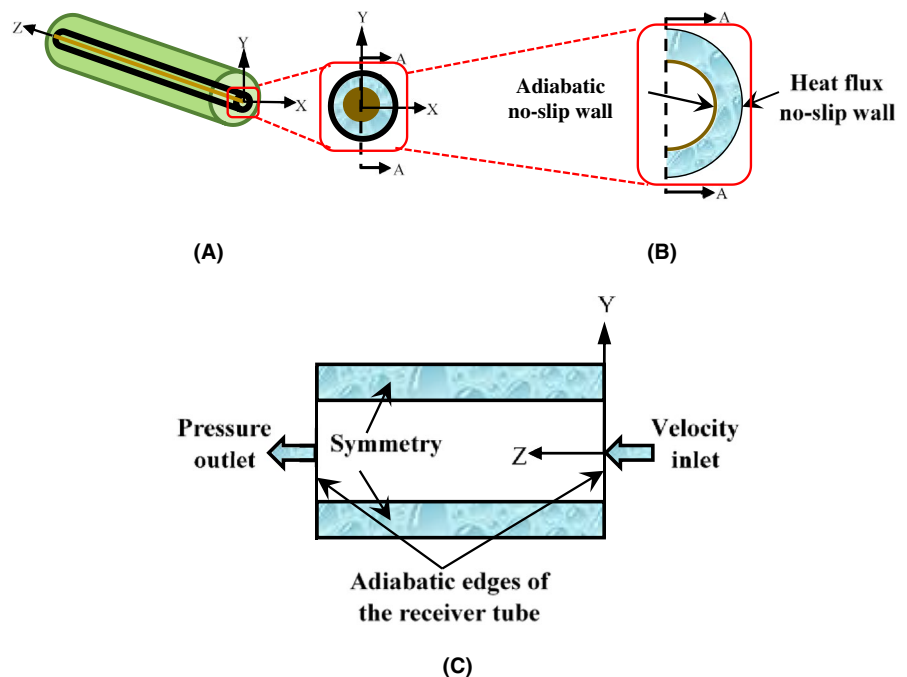 Z
Y
X
(A)
Y
A
X
A
A
Adiabatic
no-slip wall
Heat flux
no-slip wall
A
(B)
Y
Pressure
outlet
Symmetry
Z
Velocity
inlet
Adiabatic edges of
the receiver tube
(C)